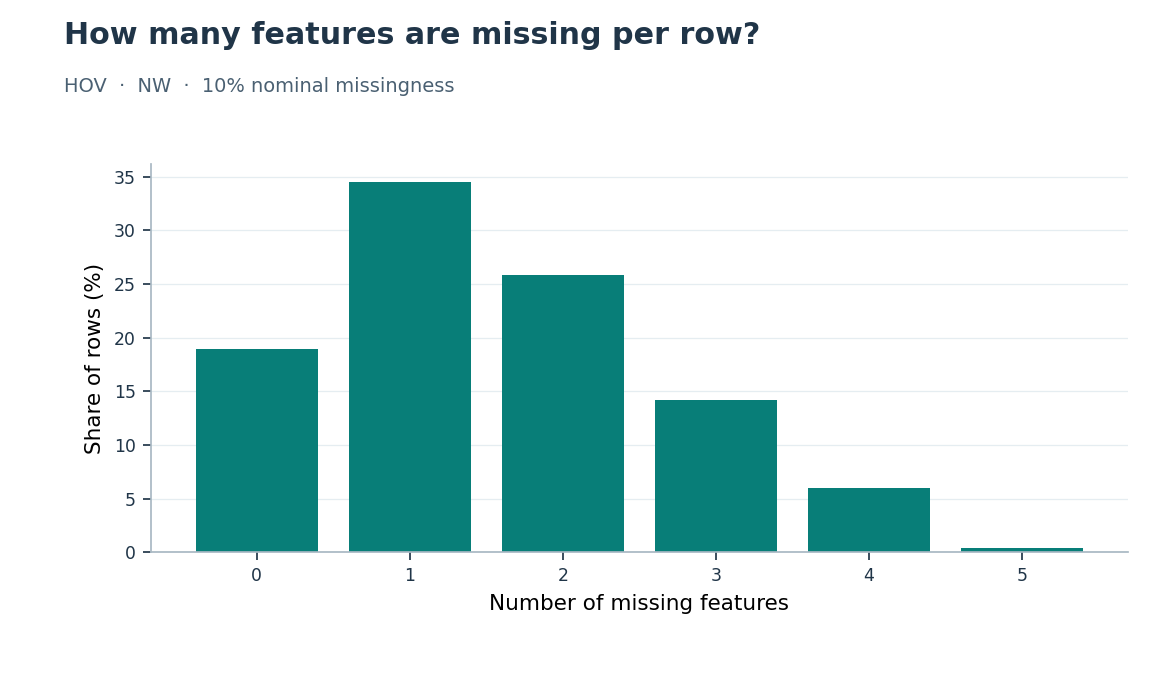 How many features are missing per row?
HOV · NW · 10% nominal missingness
Share of rows (%)
35
30
25
20
15
10
5
0
0 1 2 3 4 5
Number of missing features